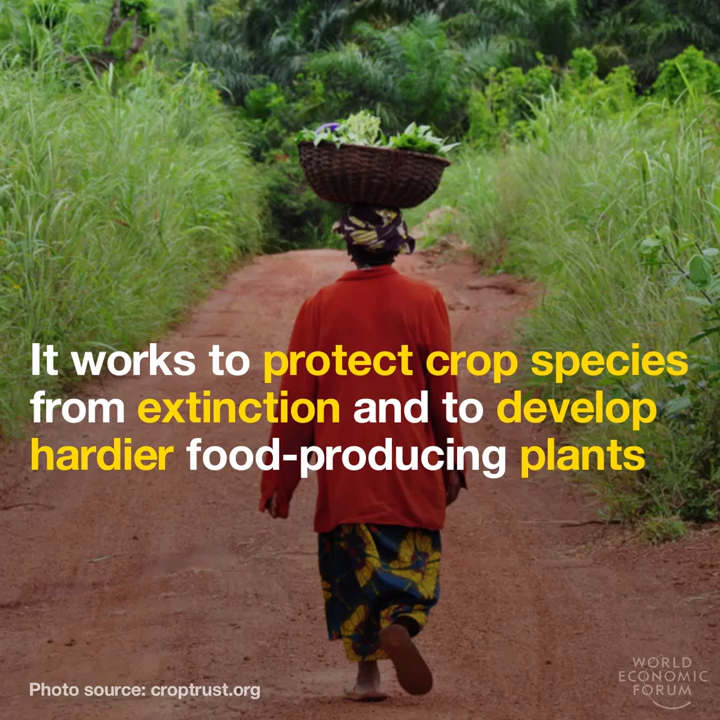 It works to protect crop species
from extinction and to develop
hardier food-producing plants
Photo source: croptrust.org
WORLD
ECONOMIC
FORUM